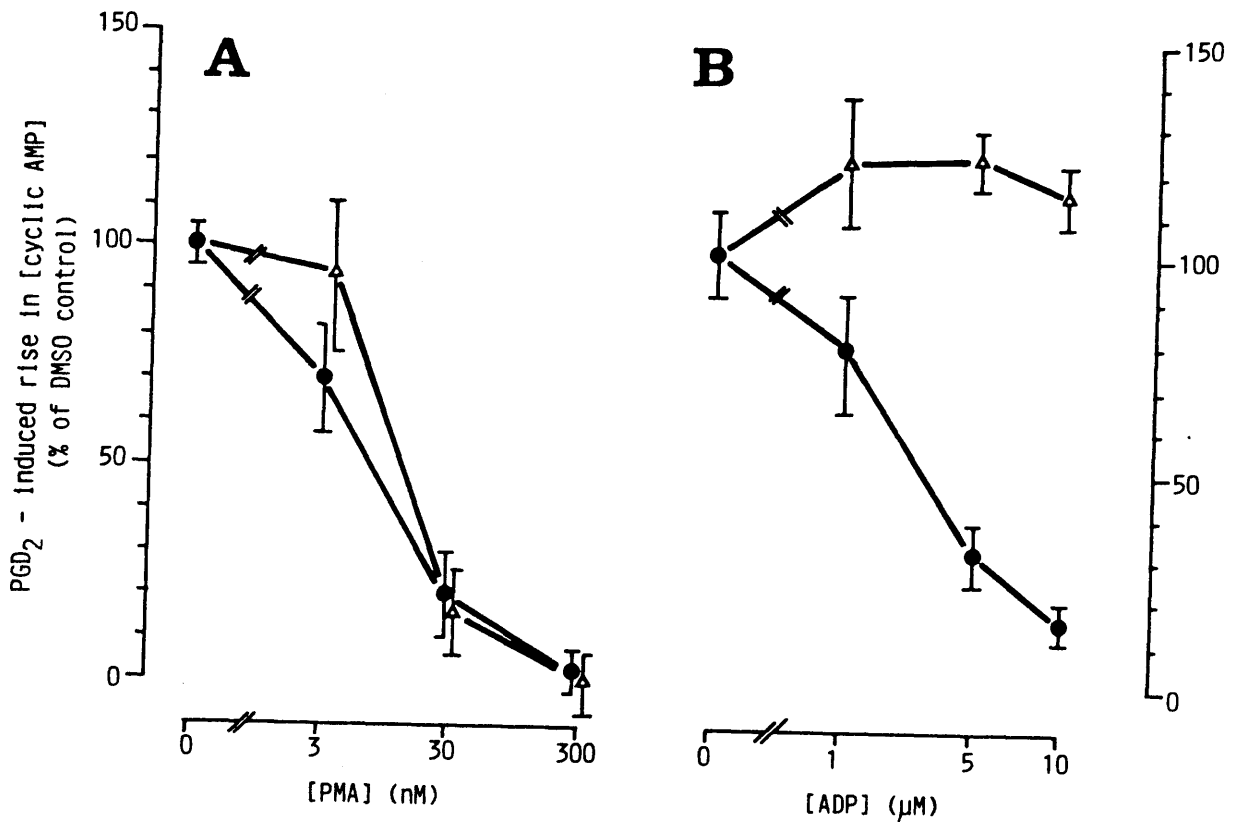 A
B
PGD2 - induced rise in [cyclic AMP]
(% of DMSO control)
150
100
50
0
0 3 30 300
[PMA] (nM)
150
100
50
0
0 1 5 10
[ADP] (μM)